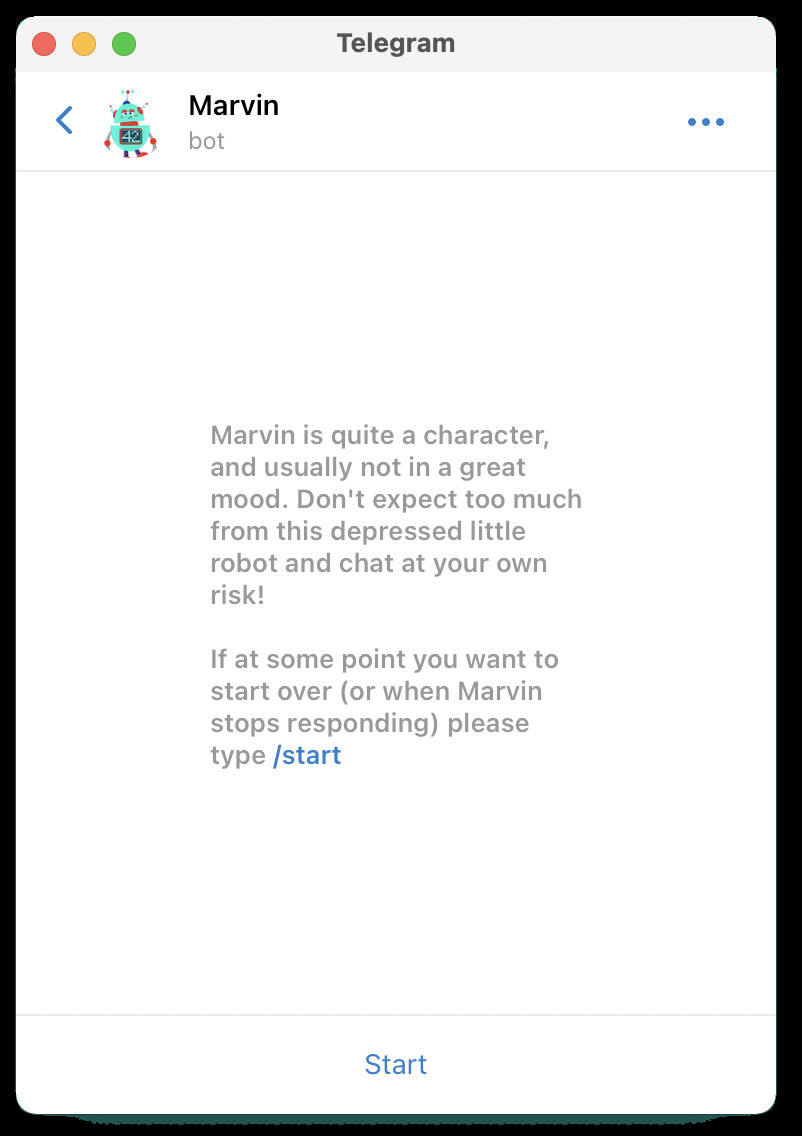 Telegram
Marvin
bot
42
Marvin is quite a character,
and usually not in a great
mood. Don't expect too much
from this depressed little
robot and chat at your own
risk!
If at some point you want to
start over (or when Marvin
stops responding) please
type /start
Start